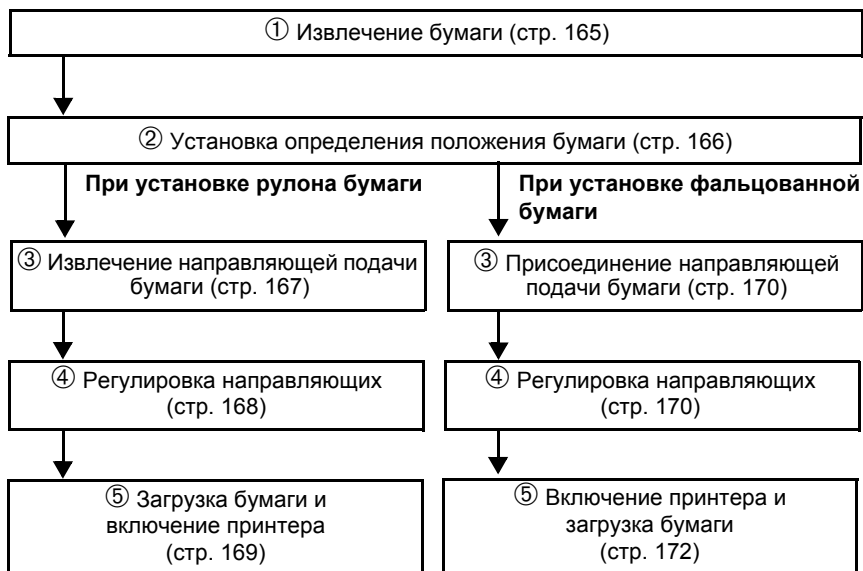 ① Извлечение бумаги (стр. 165)
② Установка определения положения бумаги (стр. 166)
При установке рулона бумаги
③ Извлечение направляющей подачи
бумаги (стр. 167)
④ Регулировка направляющих
(стр. 168)
⑤ Загрузка бумаги и
включение принтера
(стр. 169)
При установке фальцованной
бумаги
③ Присоединение направляющей
подачи бумаги (стр. 170)
④ Регулировка направляющих
(стр. 170)
⑤ Включение принтера и
загрузка бумаги
(стр. 172)